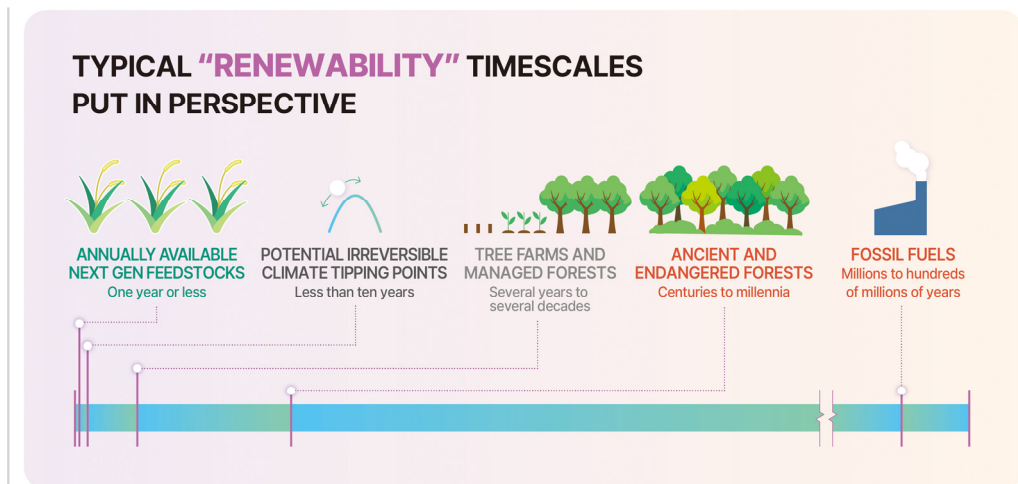 TYPICAL “RENEWABILITY” TIMESCALES
PUT IN PERSPECTIVE
ANNUALLY AVAILABLE
NEXT GEN FEEDSTOCKS
One year or less
POTENTIAL IRREVERSIBLE
CLIMATE TIPPING POINTS
Less than ten years
TREE FARMS AND
MANAGED FORESTS
Several years to
several decades
ANCIENT AND
ENDANGERED FORESTS
Centuries to millennia
FOSSIL FUELS
Millions to hundreds
of millions of years